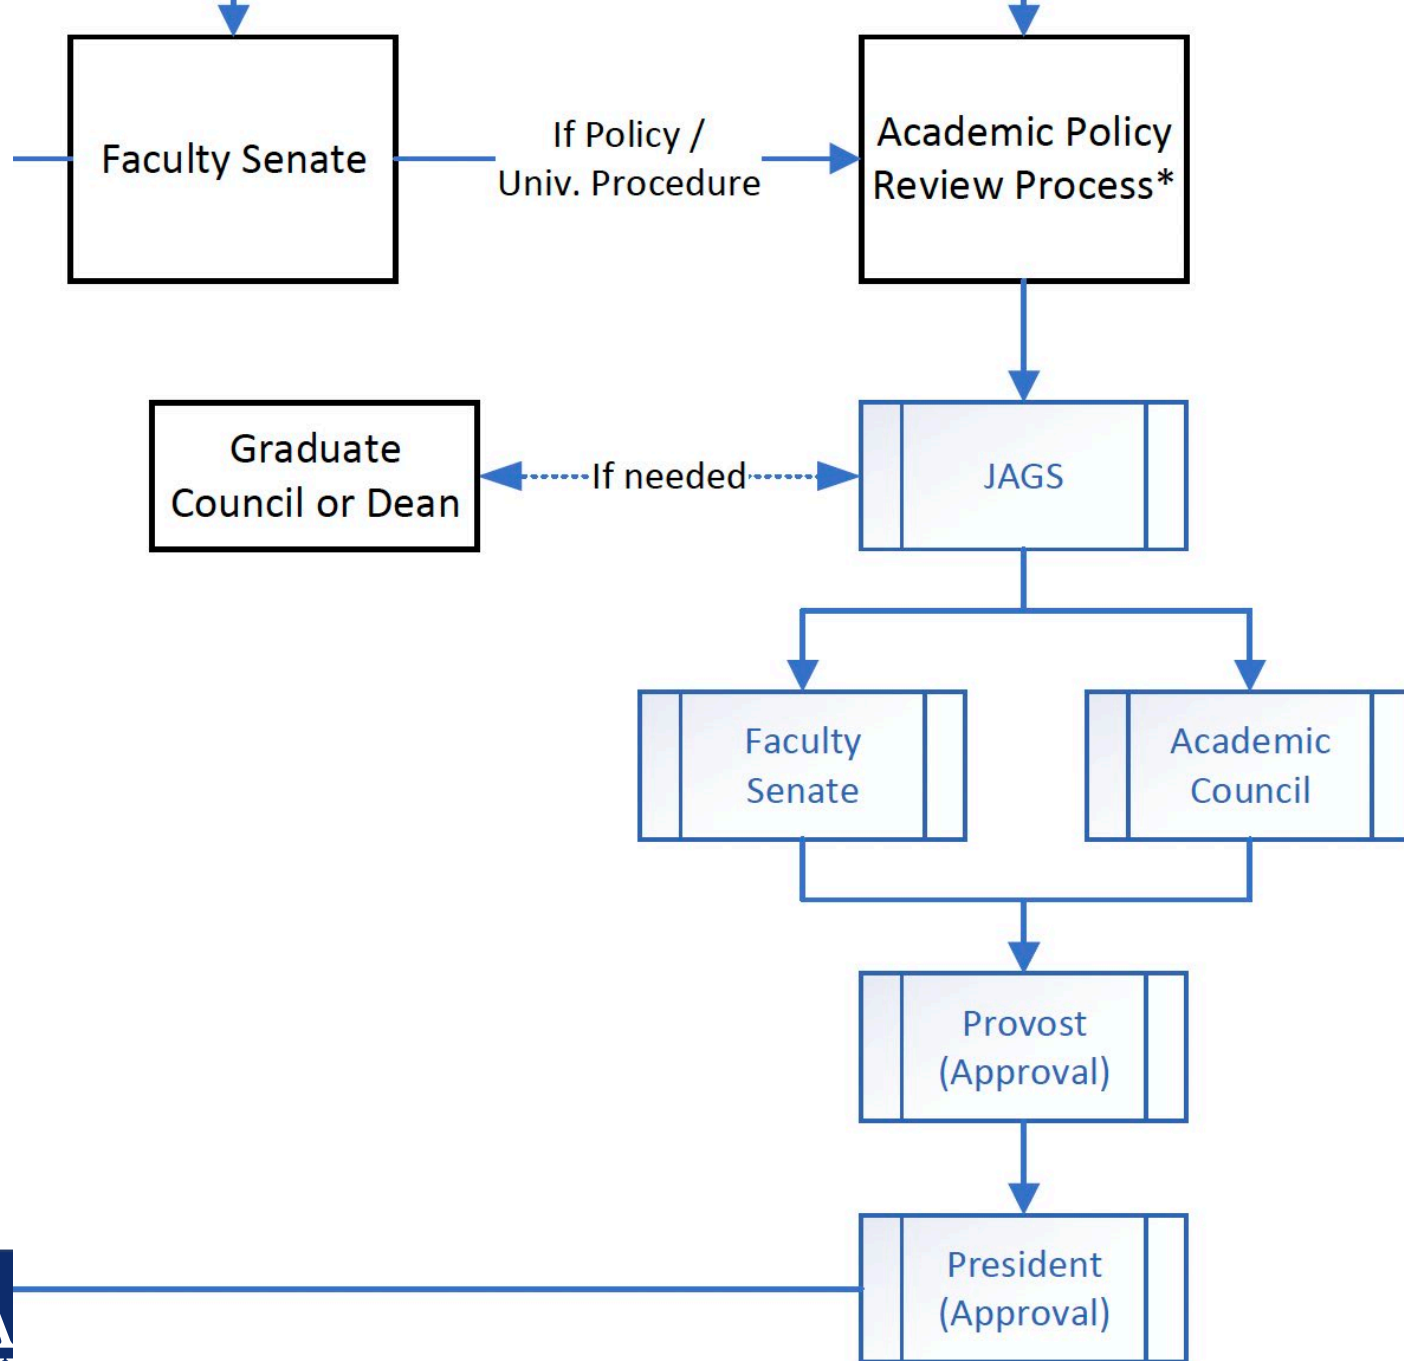 Faculty Senate
If Policy /
Univ. Procedure
Academic Policy
Review Process*
Graduate
Council or Dean
If needed
JAGS
Faculty
Senate
Academic
Council
Provost
(Approval)
President
(Approval)